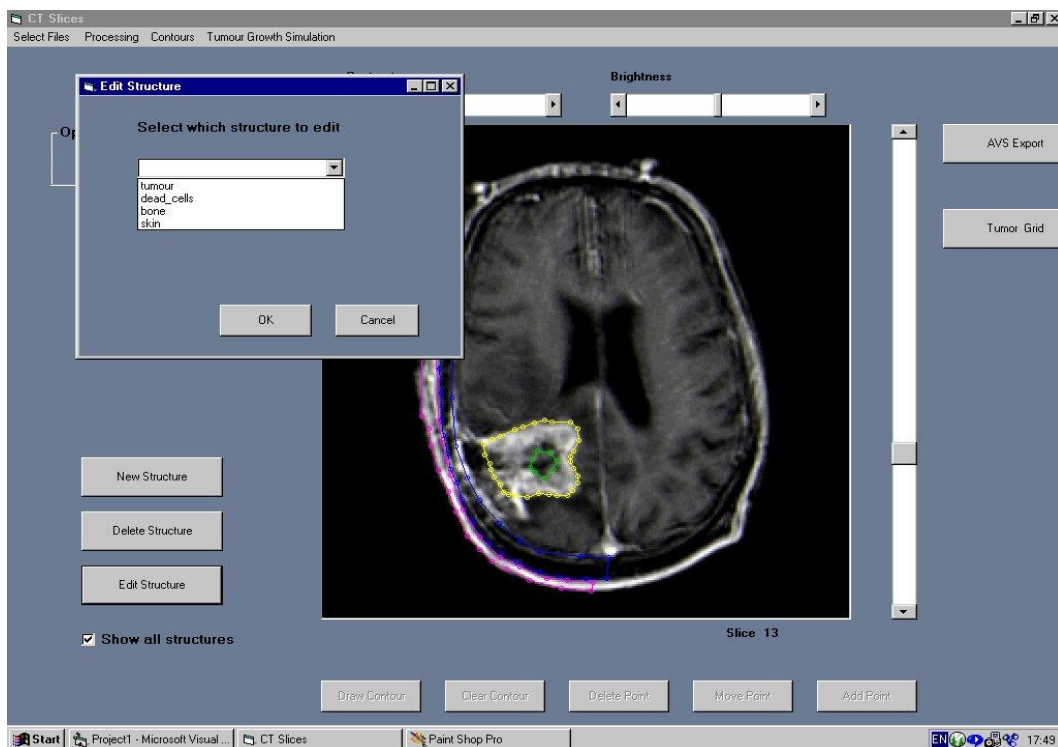 CT Slices
Select Files Processing Contours Tumour Growth Simulation
Edit Structure
Brightness
Select which structure to edit
Op
AVS Export
tumour
dead_cells
bone
skin
Tumor Grid
OK Cancel
New Structure
Delete Structure
Edit Structure
Show all structures
Slice 13
Draw Contour Clear Contour Delete Point Move Point Add Point
Start Project1 - Microsoft Visual ... CT Slices Paint Shop Pro EN 17:49